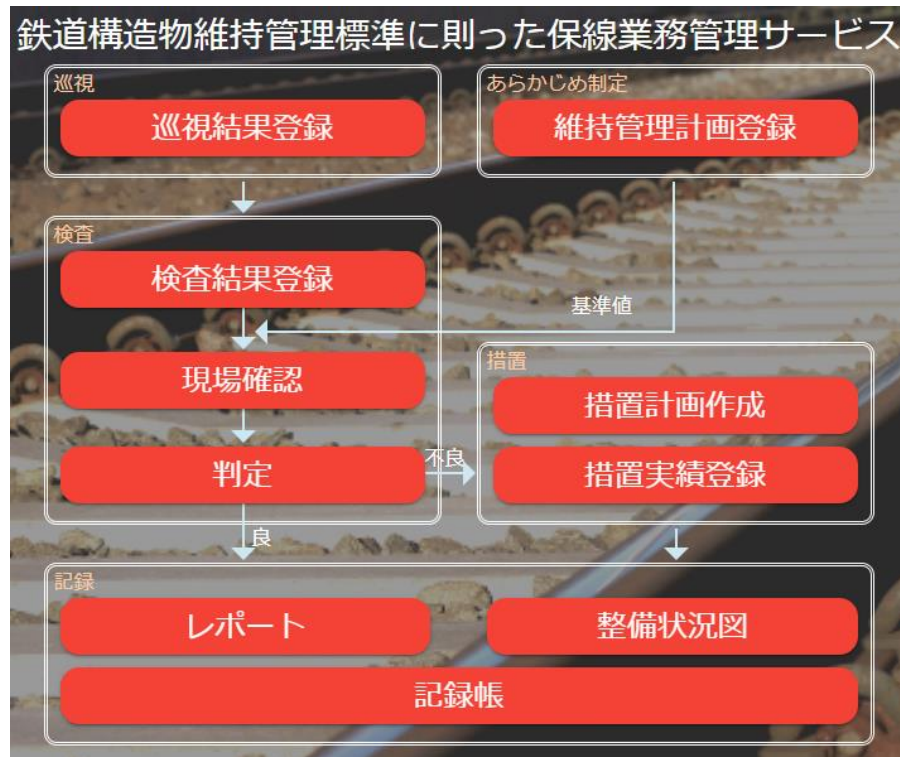 鉄道構造物維持管理標準に則った保線業務管理サービス
巡視
巡視結果登録
あらかじめ制定
維持管理計画登録
検査
検査結果登録
基準値
現場確認
判定
不良
良
措置
措置計画作成
措置実績登録
記録
レポート
整備状況図
記録帳